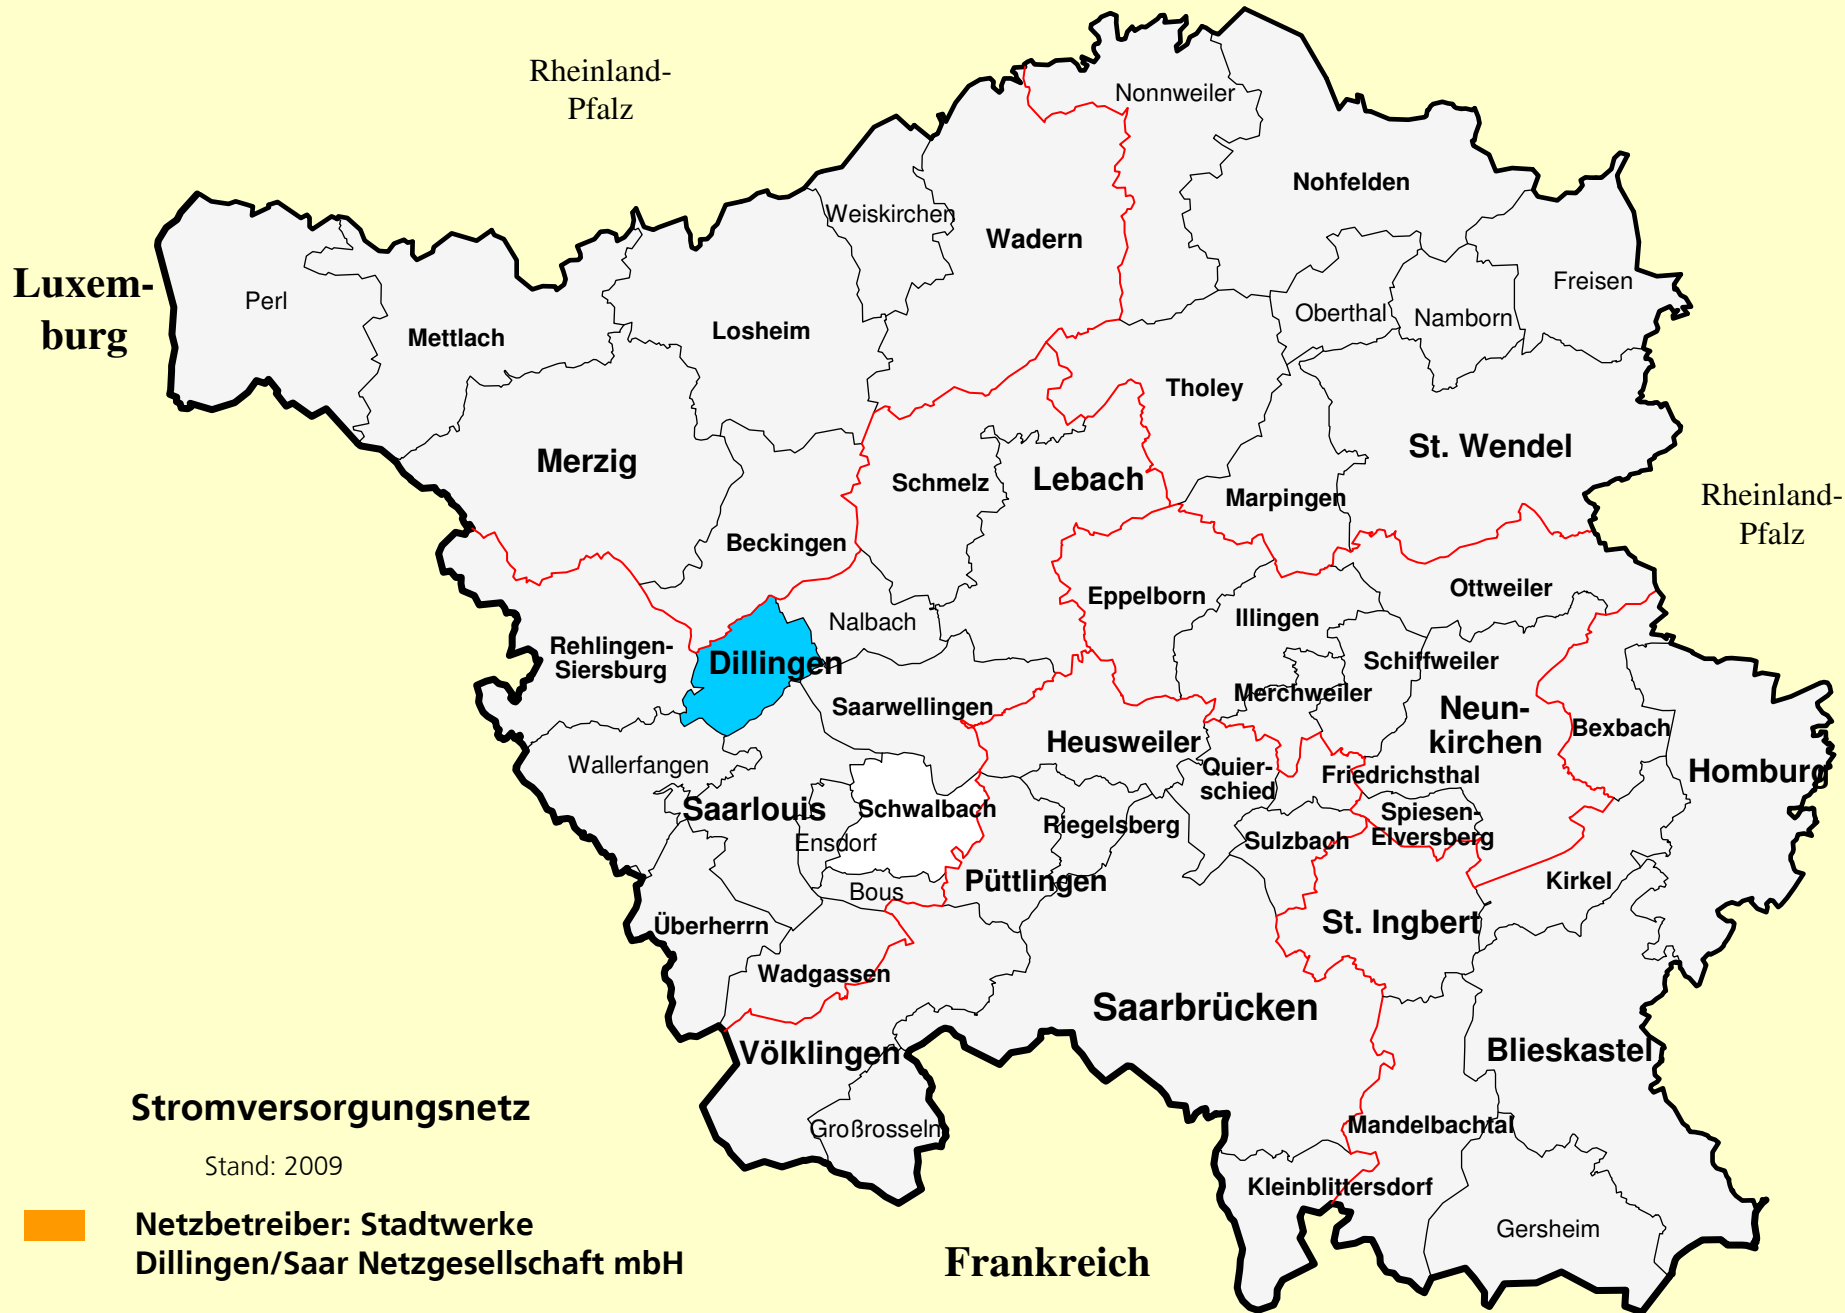 Rheinland-
Pfalz
Nonnweiler
Nohfelden
Weiskirchen
Wadern
Freisen
Luxem-
burg
Perl
Mettlach
Losheim
Oberthal
Namborn
Tholey
Merzig
Schmelz
Lebach
Marpingen
St. Wendel
Rheinland-
Pfalz
Beckingen
Eppelborn
Illingen
Ottweiler
Rehlingen-
Siersburg
Dillingen
Nalbach
Schiffweiler
Merchweiler
Saarwellingen
Neun-
kirchen
Bexbach
Heusweiler
Wallerfangen
Quier-
schied
Friedrichsthal
Homburg
Saarlouis
Schwalbach
Ensdorf
Riegelsberg
Sulzbach
Spiesen-
Elversberg
Bous
Püttlingen
Kirkel
Überherrn
St. Ingbert
Wadgassen
Saarbrücken
Völklingen
Blieskastel
Großrosseln
Mandelbachtal
Kleinblittersdorf
Gersheim
Frankreich
Stromversorgungsnetz
Stand: 2009
Netzbetreiber: Stadtwerke
Dillingen/Saar Netzgesellschaft mbH